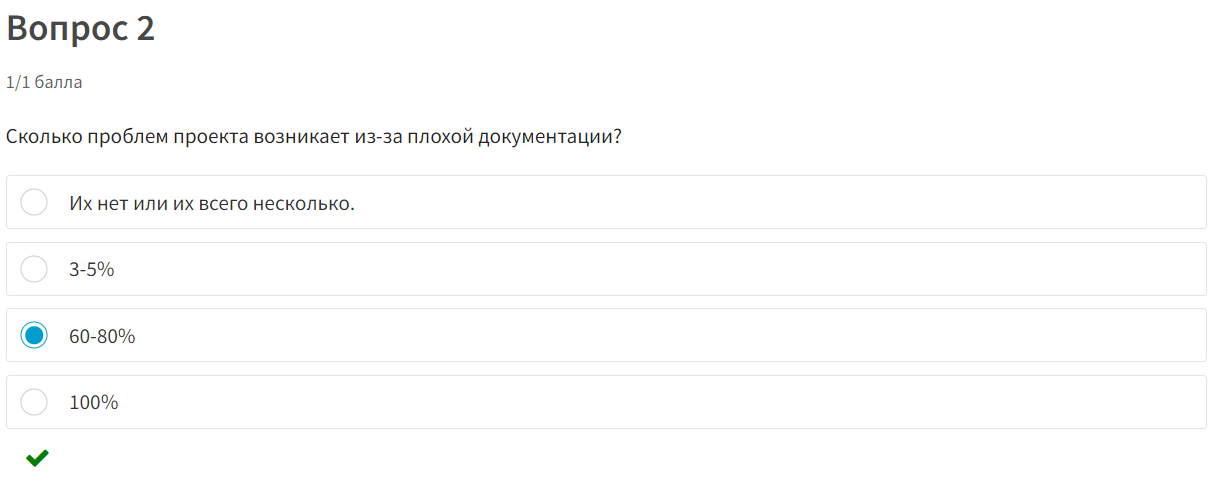 Вопрос 2
1/1 балла
Сколько проблем проекта возникает из-за плохой документации?
Их нет или их всего несколько.
3-5%
60-80%
100%